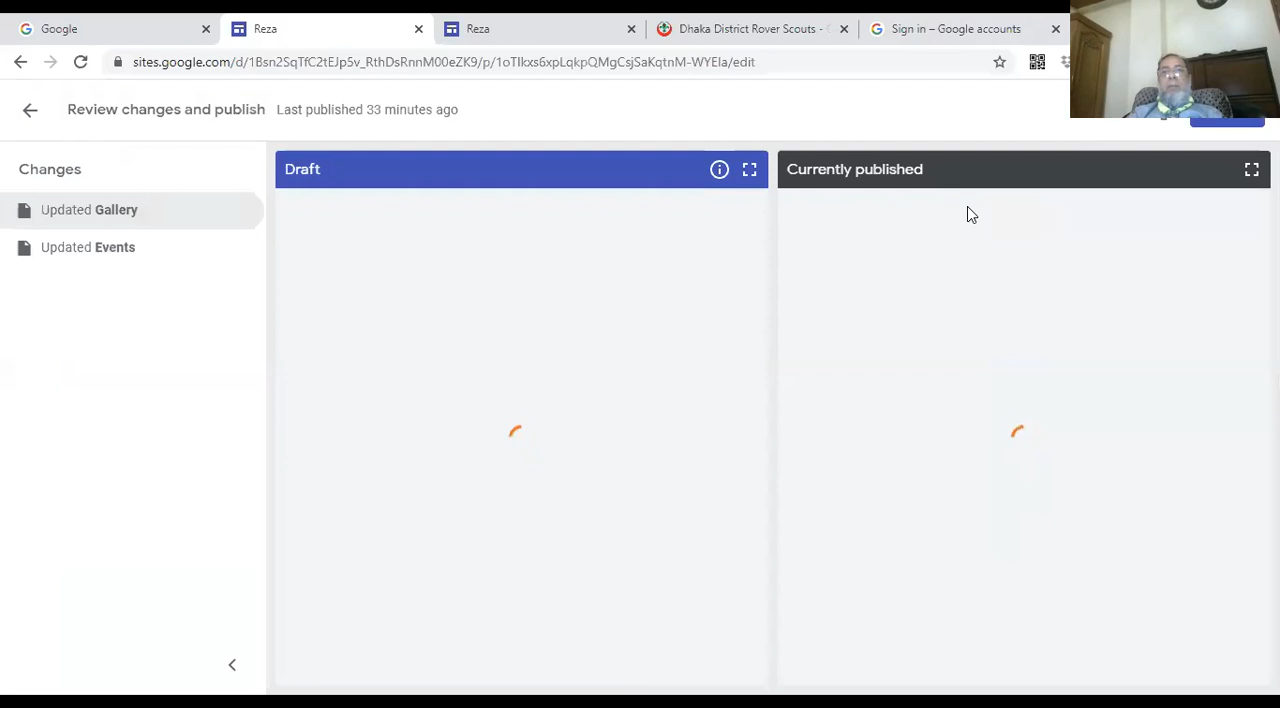 Google
Reza
Reza
Dhaka District Rover Scouts -
Sign in – Google accounts
sites.google.com/d/1Bsn2SqTfC2tEJp5v_RthDsRnnM00eZK9/p/1oTlkxs6xpLqkpQMgCsjSaKqtnM-WYEla/edit
Review changes and publish Last published 33 minutes ago
Changes
Draft
Currently published
Updated Gallery
Updated Events